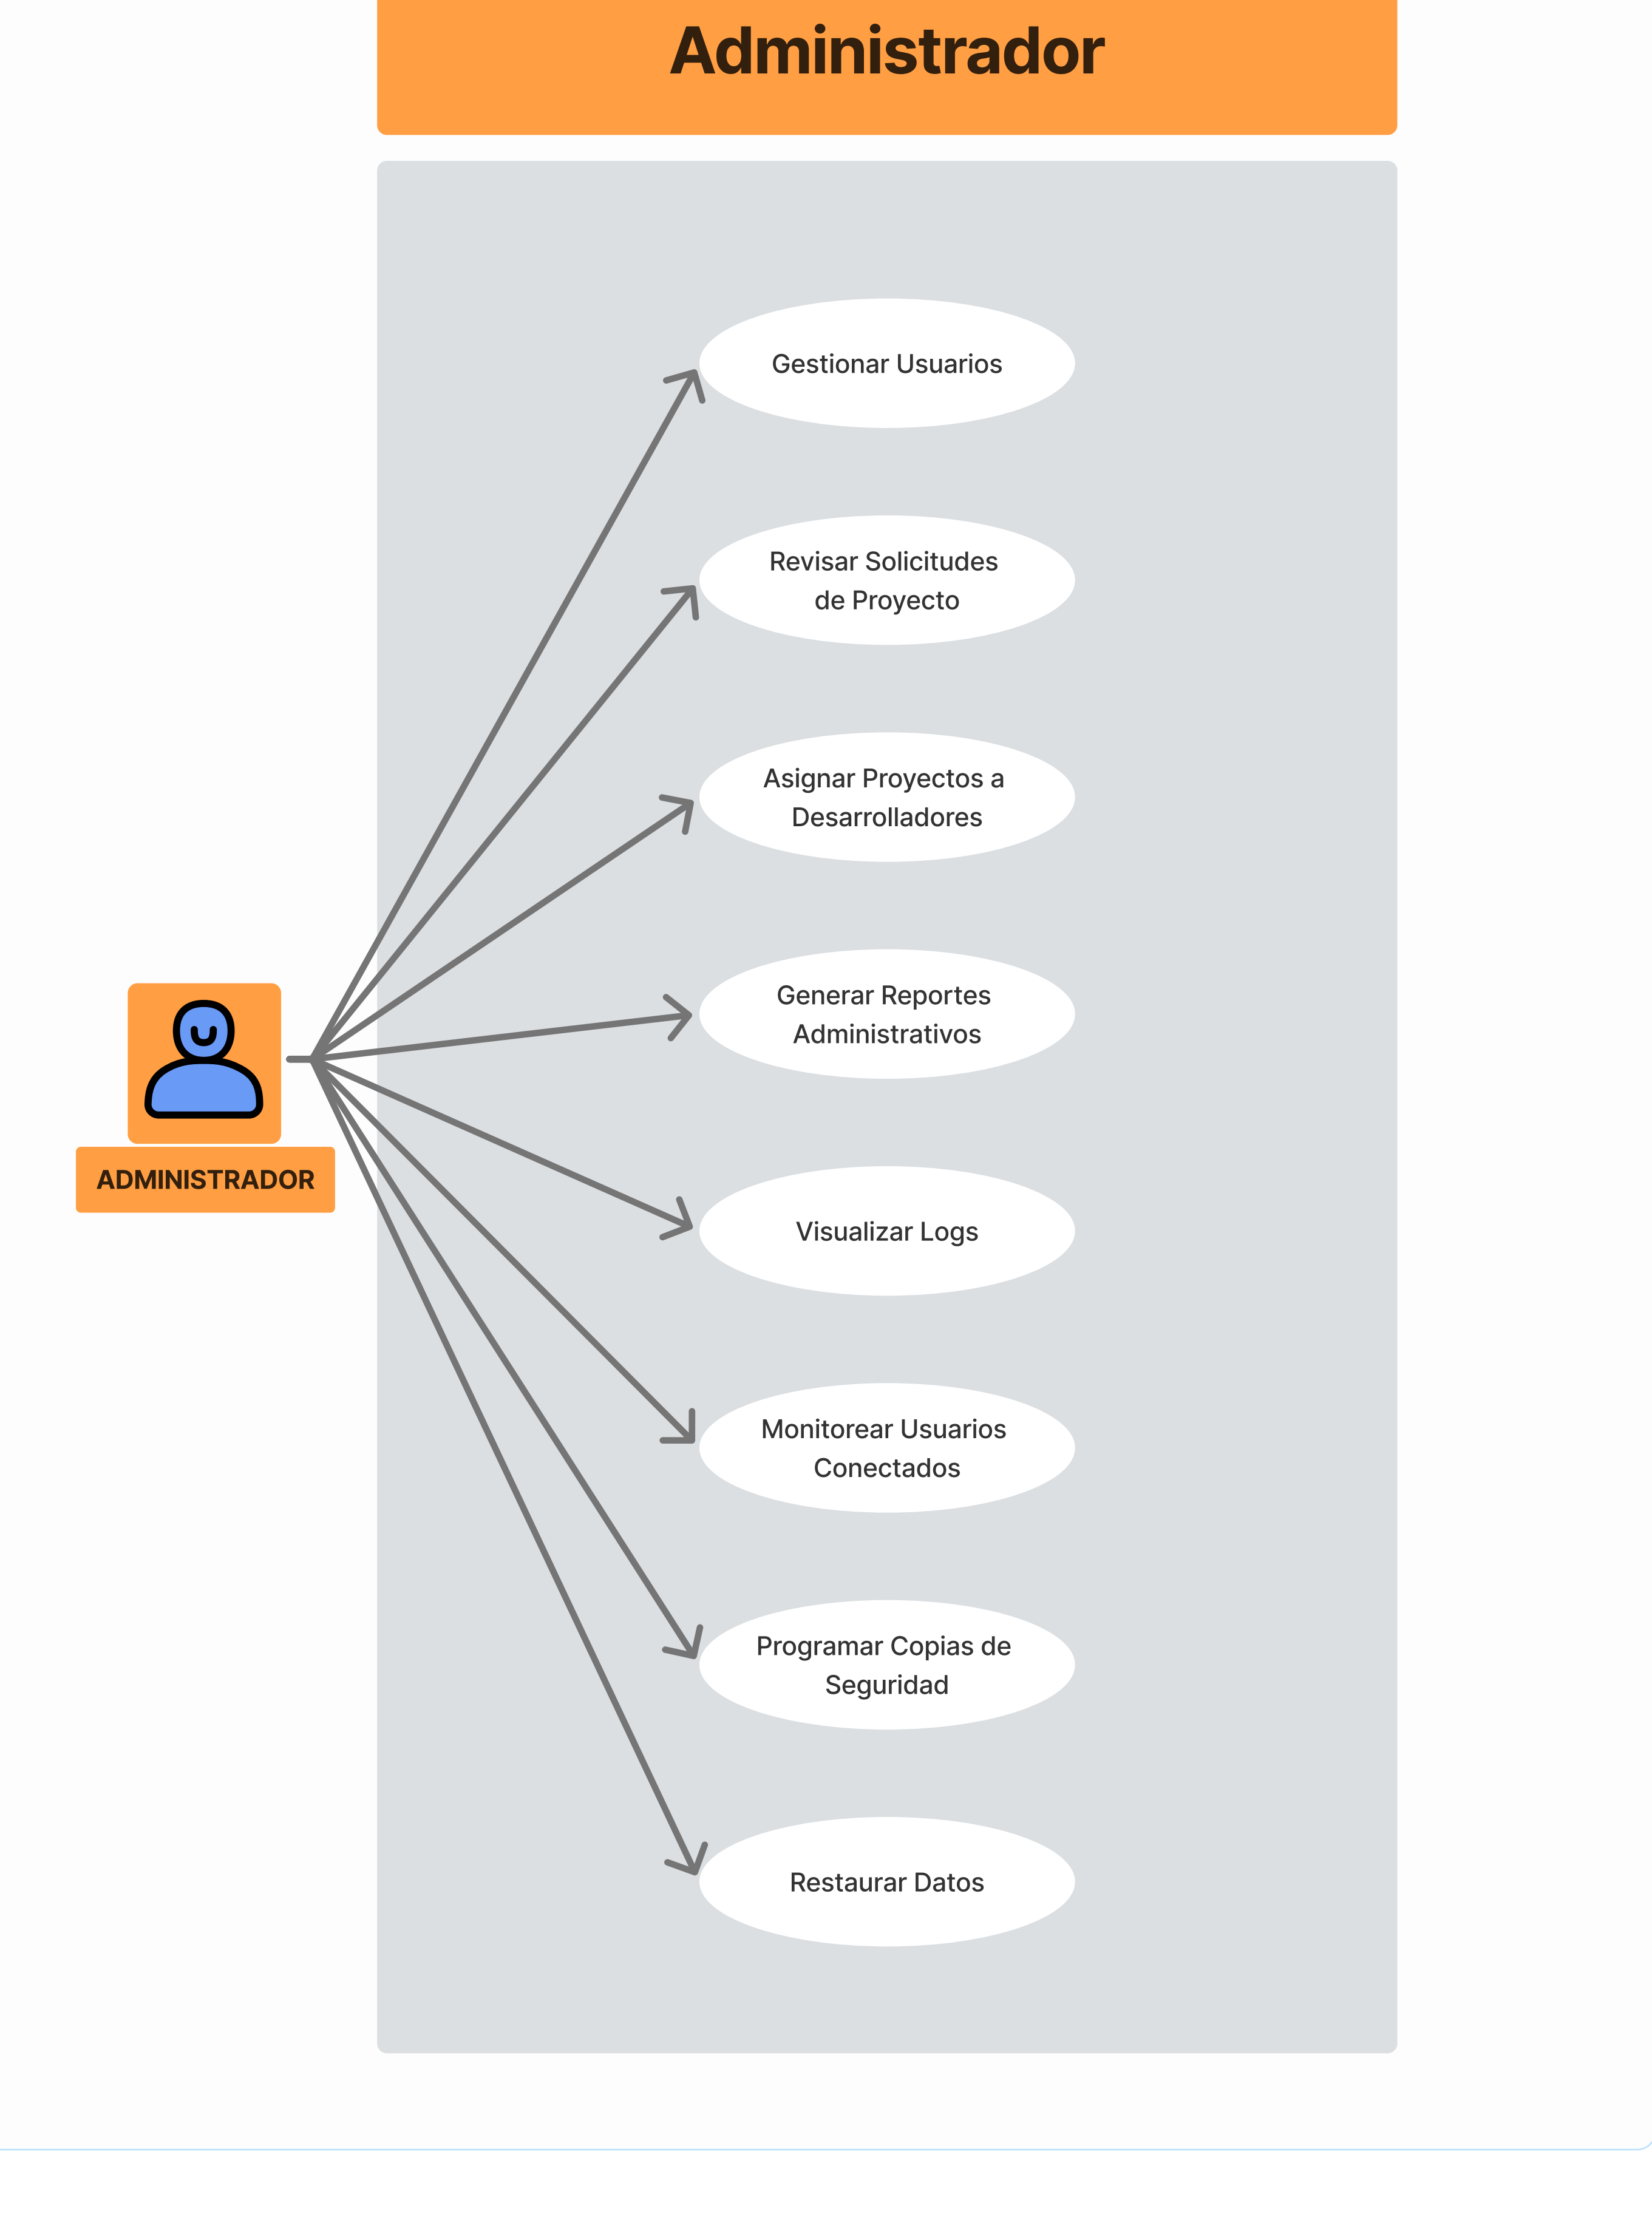 Administrador
Gestionar Usuarios
Revisar Solicitudes
de Proyecto
Asignar Proyectos a
Desarrolladores
Generar Reportes
Administrativos
ADMINISTRADOR
Visualizar Logs
Monitorear Usuarios
Conectados
Programar Copias de
Seguridad
Restaurar Datos